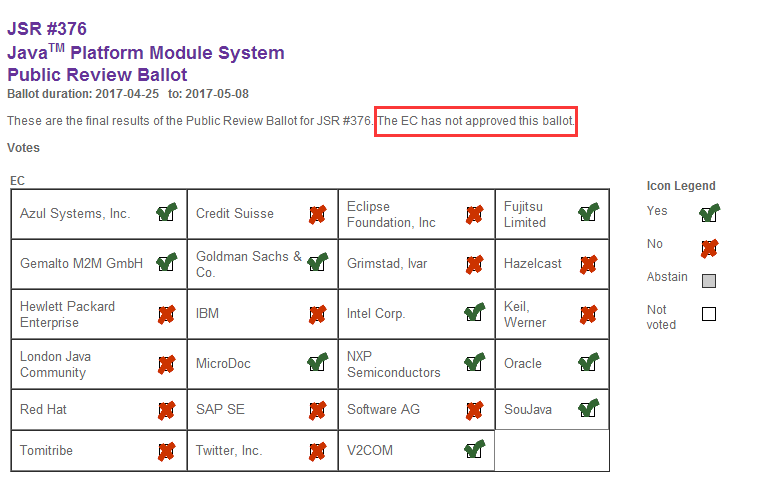 JSR #376
Java™ Platform Module System
Public Review Ballot
Ballot duration: 2017-04-25 to: 2017-05-08
These are the final results of the Public Review Ballot for JSR #376. The EC has not approved this ballot.
Votes
EC
Azul Systems, Inc.
Credit Suisse
Eclipse
Foundation, Inc
Fujitsu
Limited
Gemalto M2M GmbH
Goldman Sachs &
Co.
Grimstad, Ivar
Hazelcast
Hewlett Packard
Enterprise
IBM
Intel Corp.
Keil,
Werner
London Java
Community
MicroDoc
NXP
Semiconductors
Oracle
Red Hat
SAP SE
Software AG
SouJava
Tomitribe
Twitter, Inc.
V2COM
Icon Legend
Yes
No
Abstain
Not
voted